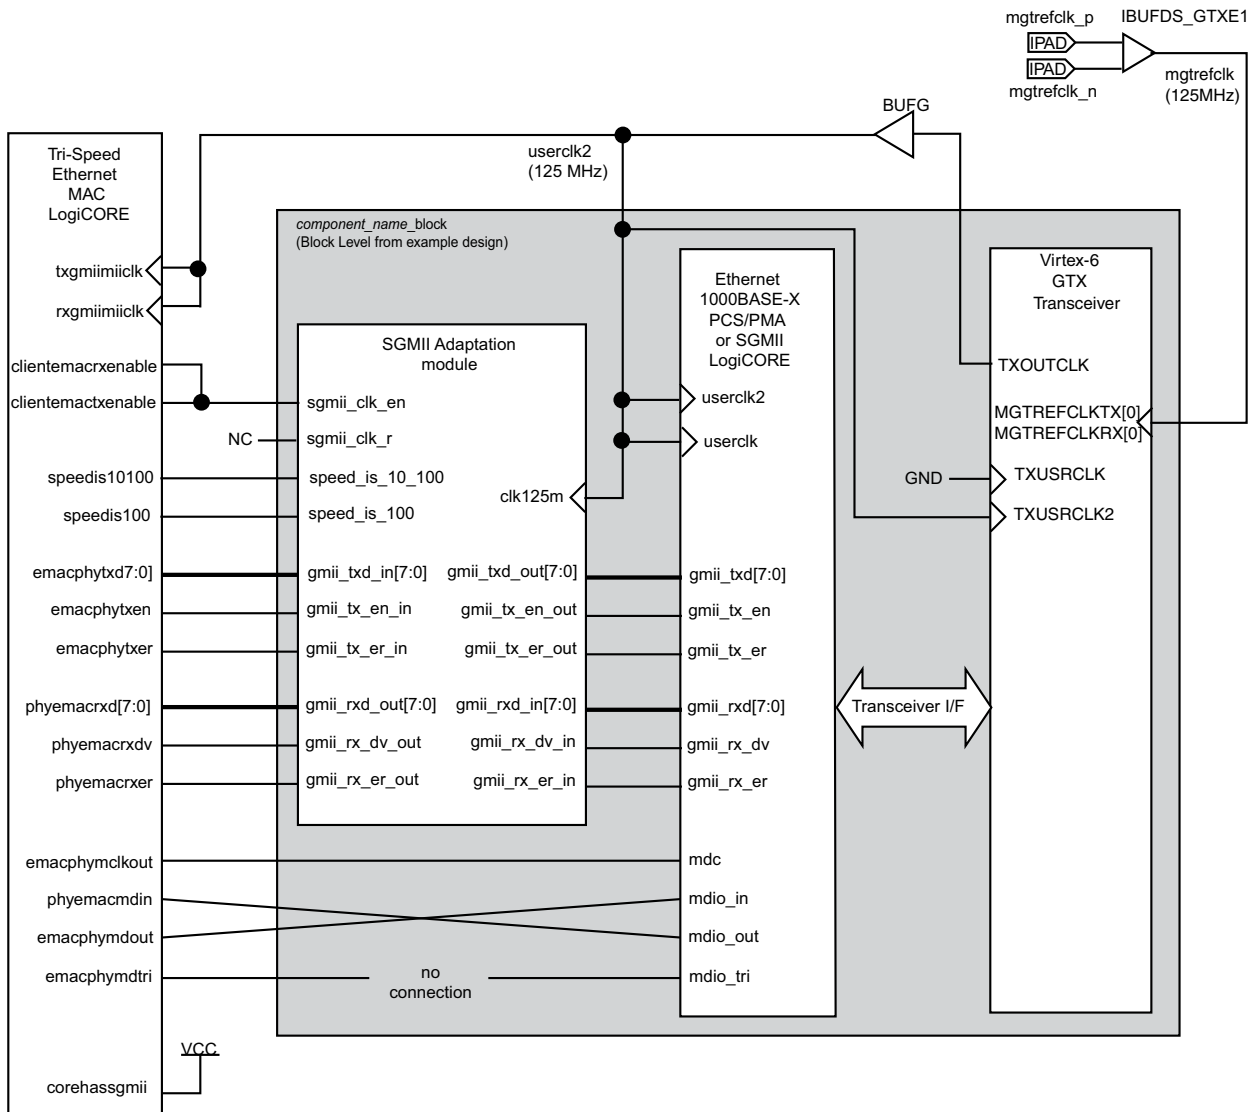 mgtrefclk_p
IBUFDS_GTXE1
IPAD
IPAD
mgtrefclk_n
mgtrefclk
(125MHz)
BUFG
userclk2
(125 MHz)
Tri-Speed
Ethernet
MAC
LogiCORE
txgmiimiiclk
rxgmiimiiclk
clientemacrxenable
clientemactxenable
NC
speedis10100
speedis100
emacphytxd7:0]
emacphytxen
emacphytxer
phyemacrxd[7:0]
phyemacrxdv
phyemacrxer
emacphymclkout
phyemacmdin
emacphymdout
emacphymdtri
VCC
corehassgmii
component_name_block
(Block Level from example design)
SGMII Adaptation
module
sgmii_clk_en
sgmii_clk_r
speed_is_10_100
clk125m
speed_is_100
gmii_txd_in[7:0]
gmii_txd_out[7:0]
gmii_tx_en_in
gmii_tx_en_out
gmii_tx_er_in
gmii_tx_er_out
gmii_rxd_out[7:0]
gmii_rxd_in[7:0]
gmii_rx_dv_out
gmii_rx_dv_in
gmii_rx_er_out
gmii_rx_er_in
no
connection
Ethernet
1000BASE-X
PCS/PMA
or SGMII
LogiCORE
userclk2
userclk
gmii_txd[7:0]
gmii_tx_en
gmii_tx_er
gmii_rxd[7:0]
gmii_rx_dv
gmii_rx_er
mdc
mdio_in
mdio_out
mdio_tri
Transceiver I/F
Virtex-6
GTX
Transceiver
TXOUTCLK
MGTREFCLKTX[0]
MGTREFCLKRX[0]
GND
TXUSRCLK
TXUSRCLK2